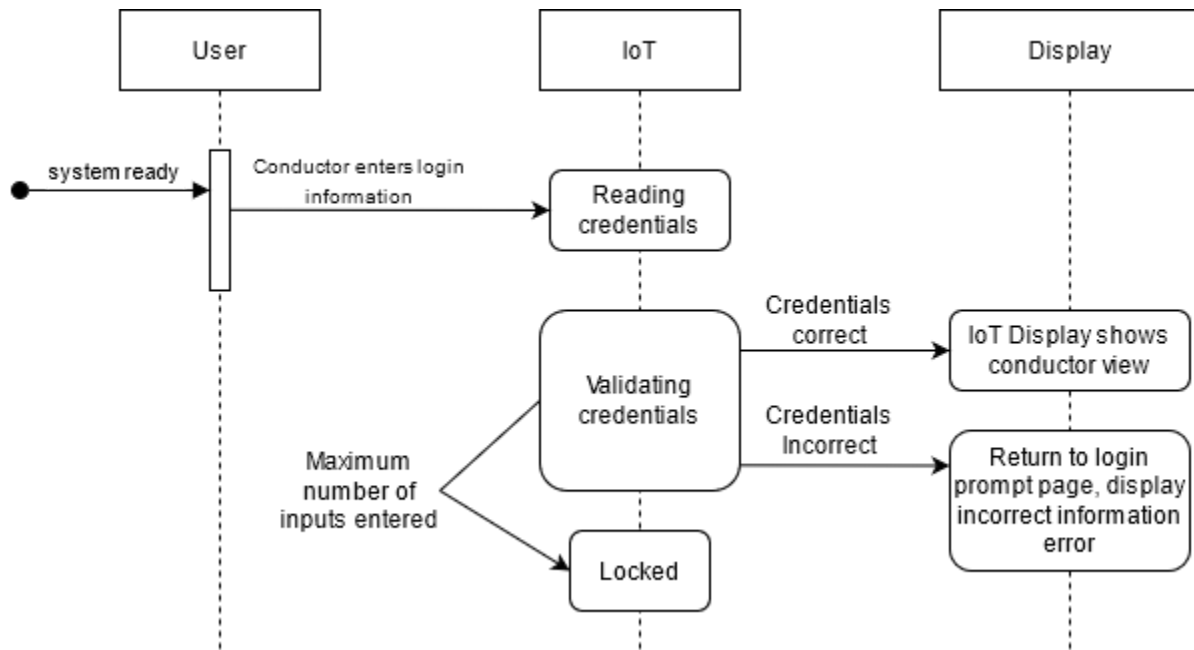 User
IoT
Display
system ready
Conductor enters login
information
Reading
credentials
Credentials
correct
IoT Display shows
conductor view
Validating
credentials
Credentials
Incorrect
Return to login
prompt page, display
incorrect information
error
Maximum
number of
inputs entered
Locked